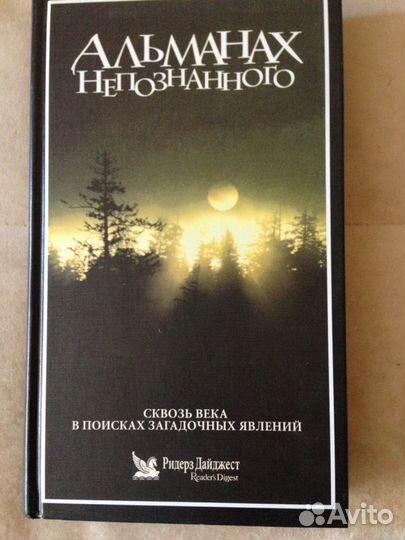 Альманах
Непознанного
СКВОЗЬ ВЕКА
В ПОИСКАХ ЗАГАДОЧНЫХ ЯВЛЕНИЙ
Ридерз Дайджест
Reader's Digest
Avito